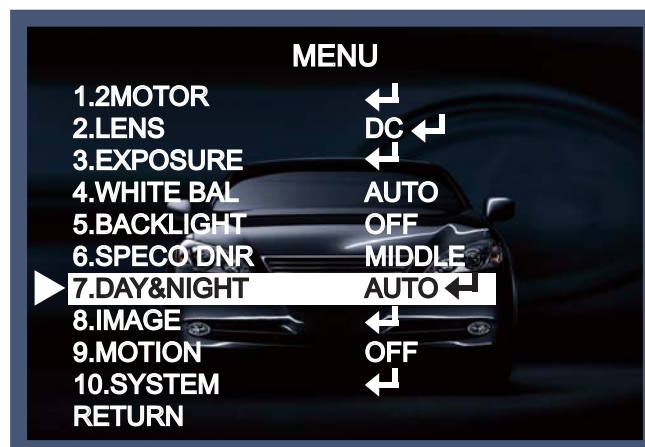 MENU
1.2MOTOR ↲
2.LENS DC ↲
3.EXPOSURE ↲
4.WHITE BAL AUTO
5.BACKLIGHT OFF
6.SPECO DNR MIDDLE
7.DAY&NIGHT AUTO ↲
8.IMAGE ↲
9.MOTION OFF
10.SYSTEM ↲
RETURN